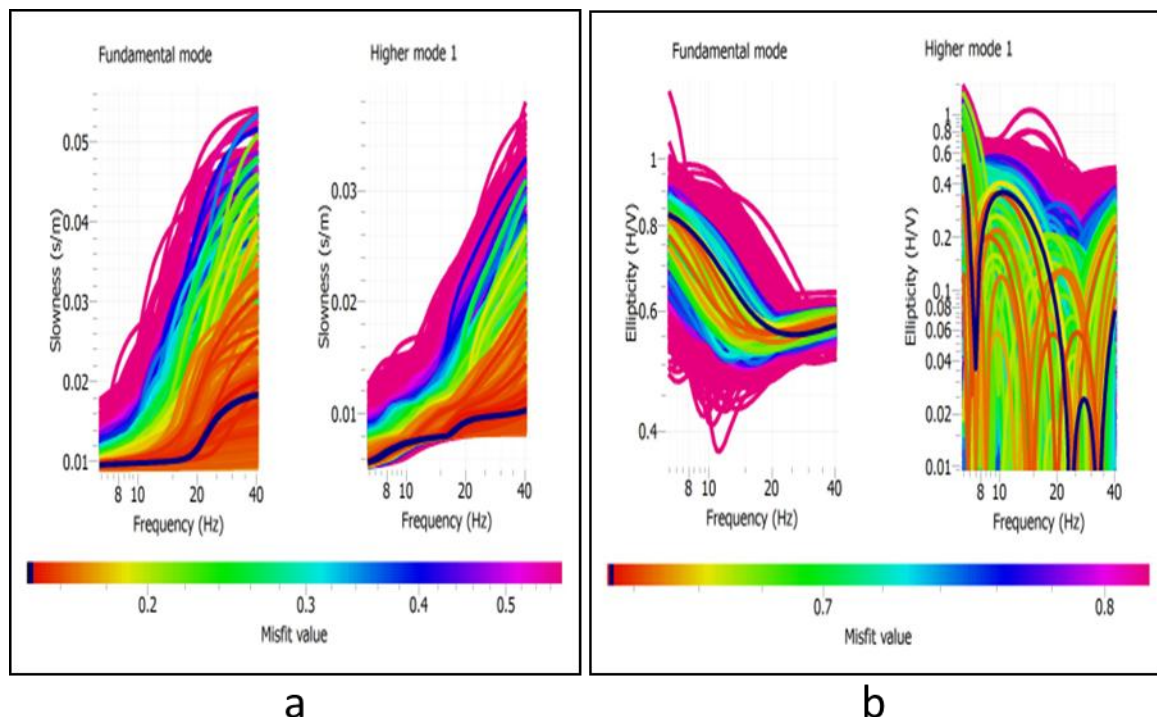 Fundamental mode
Higher mode 1
Slowness (s/m)
0.05
0.04
0.03
0.02
0.01
8 10 20 40
Frequency (Hz)
Slowness (s/m)
0.03
0.02
0.01
8 10 20 40
Frequency (Hz)
0.2 0.3 0.4 0.5
Misfit value
a
Fundamental mode
Higher mode 1
Ellipticity (H/V)
1
0.8
0.6
0.4
8 10 20 40
Frequency (Hz)
Ellipticity (H/V)
1
0.8
0.6
0.4
0.2
0.1
0.08
0.06
0.04
0.02
0.01
8 10 20 40
Frequency (Hz)
0.7 0.8
Misfit value
b